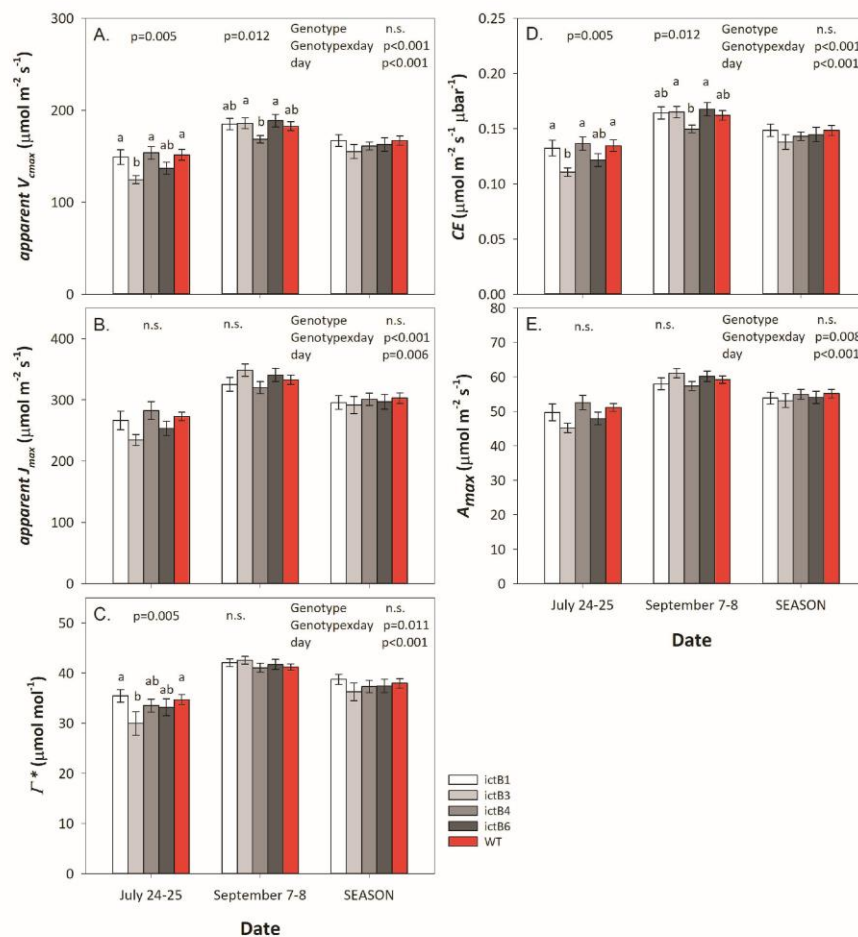 A.
p=0.005
p=0.012
Genotype n.s.
Genotypexday p<0.001
day p<0.001
300
200
100
0
apparent Vcmax (μmol m-2 s-1)
a b a ab a
ab a b a ab
B.
n.s.
n.s.
Genotype n.s.
Genotypexday p<0.001
day p=0.006
400
300
200
100
0
apparent Jmax (μmol m-2 s-1)
C.
p=0.005
n.s.
Genotype n.s.
Genotypexday p=0.011
day p<0.001
50
40
30
20
10
0
Γ* (μmol mol-1)
a b ab ab a
July 24-25 September 7-8 SEASON
Date
D.
p=0.005
p=0.012
Genotype n.s.
Genotypexday p<0.001
day p<0.001
0.25
0.20
0.15
0.10
0.05
0.00
CE (μmol m-2 s-1 μbar-1)
a b a ab a
ab a b a ab
E.
n.s.
n.s.
Genotype n.s.
Genotypexday p=0.008
day p<0.001
80
70
60
50
40
30
20
10
0
Amax (μmol m-2 s-1)
July 24-25 September 7-8 SEASON
Date
ictB1
ictB3
ictB4
ictB6
WT